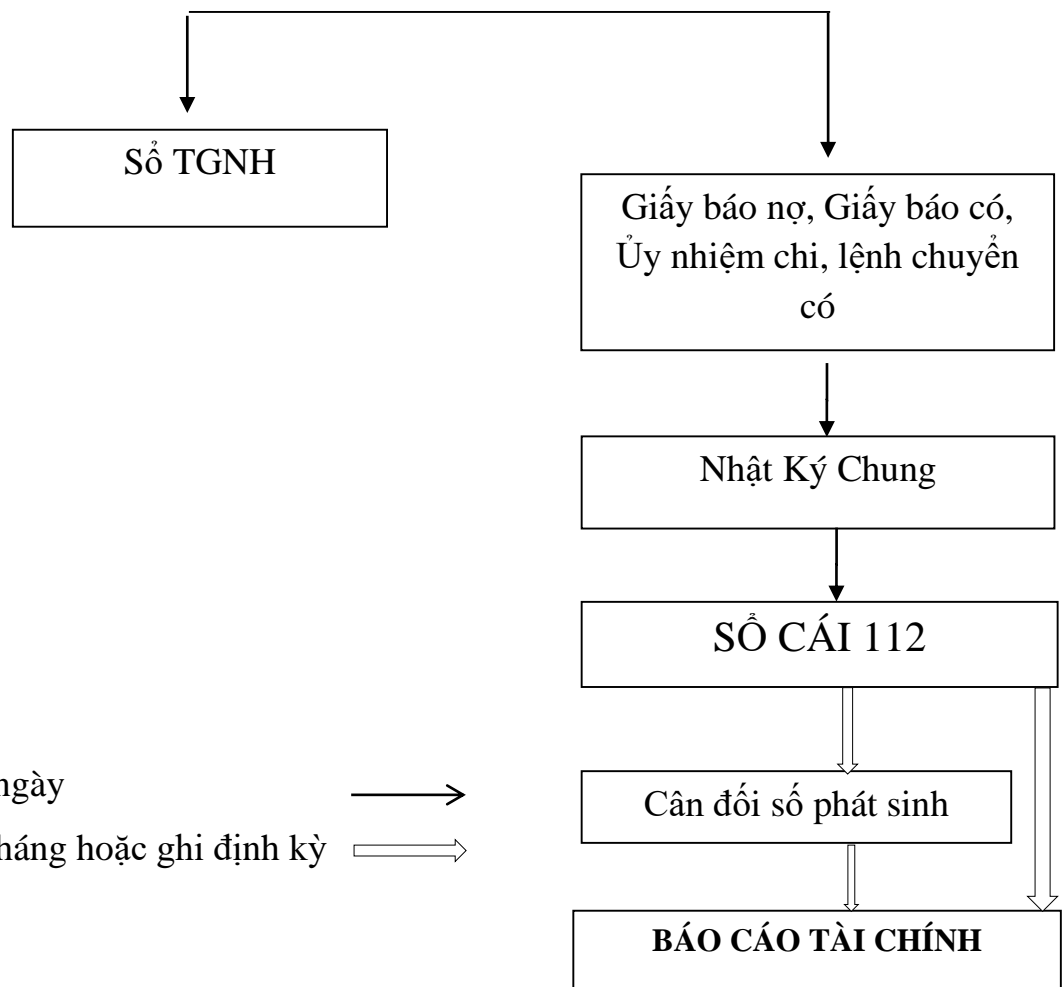 Sổ TGNH
Giấy báo nợ, Giấy báo có,
Ủy nhiệm chi, lệnh chuyển
có
Nhật Ký Chung
SỔ CÁI 112
ngày
Cân đối số phát sinh
háng hoặc ghi định kỳ
BÁO CÁO TÀI CHÍNH